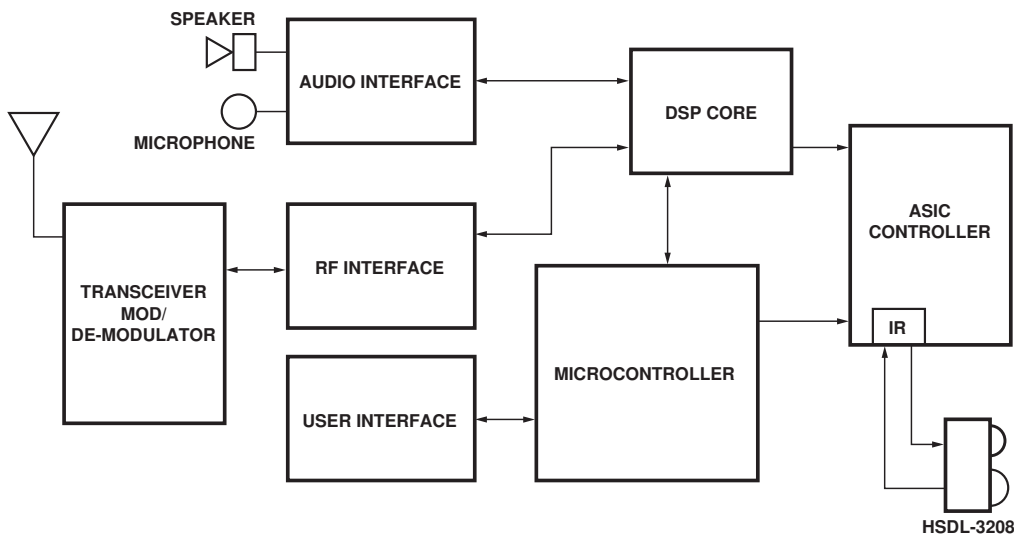 SPEAKER
AUDIO INTERFACE
MICROPHONE
DSP CORE
ASIC
CONTROLLER
RF INTERFACE
TRANSCEIVER
MOD/
DE-MODULATOR
IR
MICROCONTROLLER
USER INTERFACE
HSDL-3208